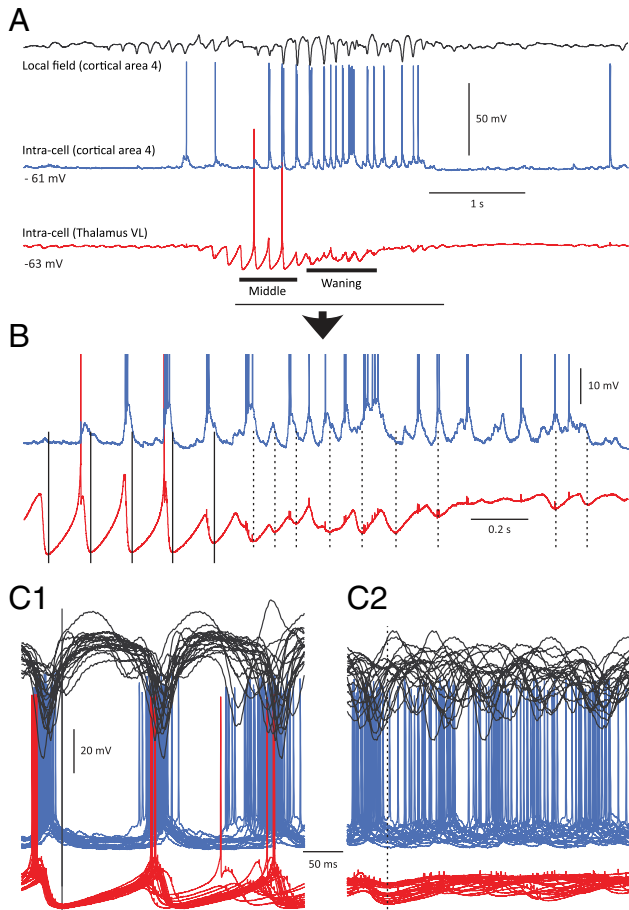 A
Local field (cortical area 4)
50 mV
Intra-cell (cortical area 4)
- 61 mV
1 s
Intra-cell (Thalamus VL)
-63 mV
Middle
Waning
B
10 mV
0.2 s
C1
C2
20 mV
50 ms